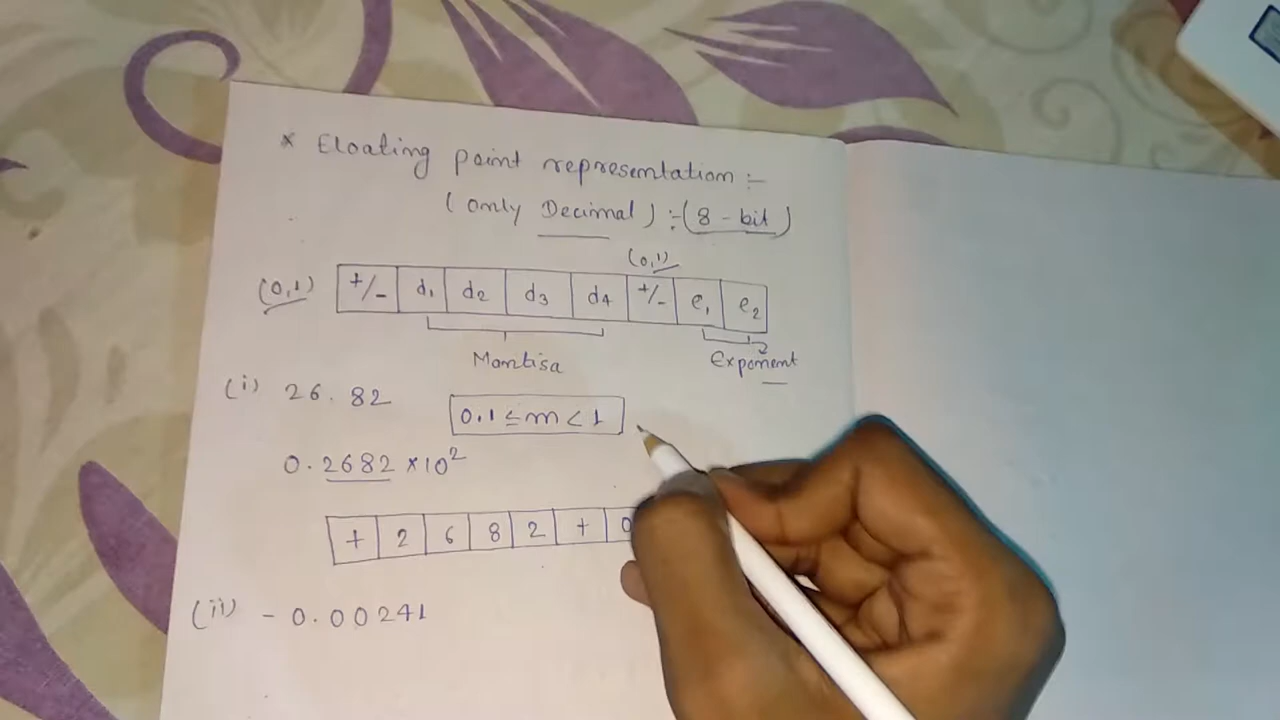 * Floating point representation :-
(only Decimal) :- (8-bit)
(0,1)
(0,1) +/- d1 d2 d3 d4 +/- e1 e2
Mantisa Exponent
(i) 26.82 0.1 ≤ m < 1
0.2682 × 10²
+ 2 6 8 2 + 0
(ii) - 0.00241